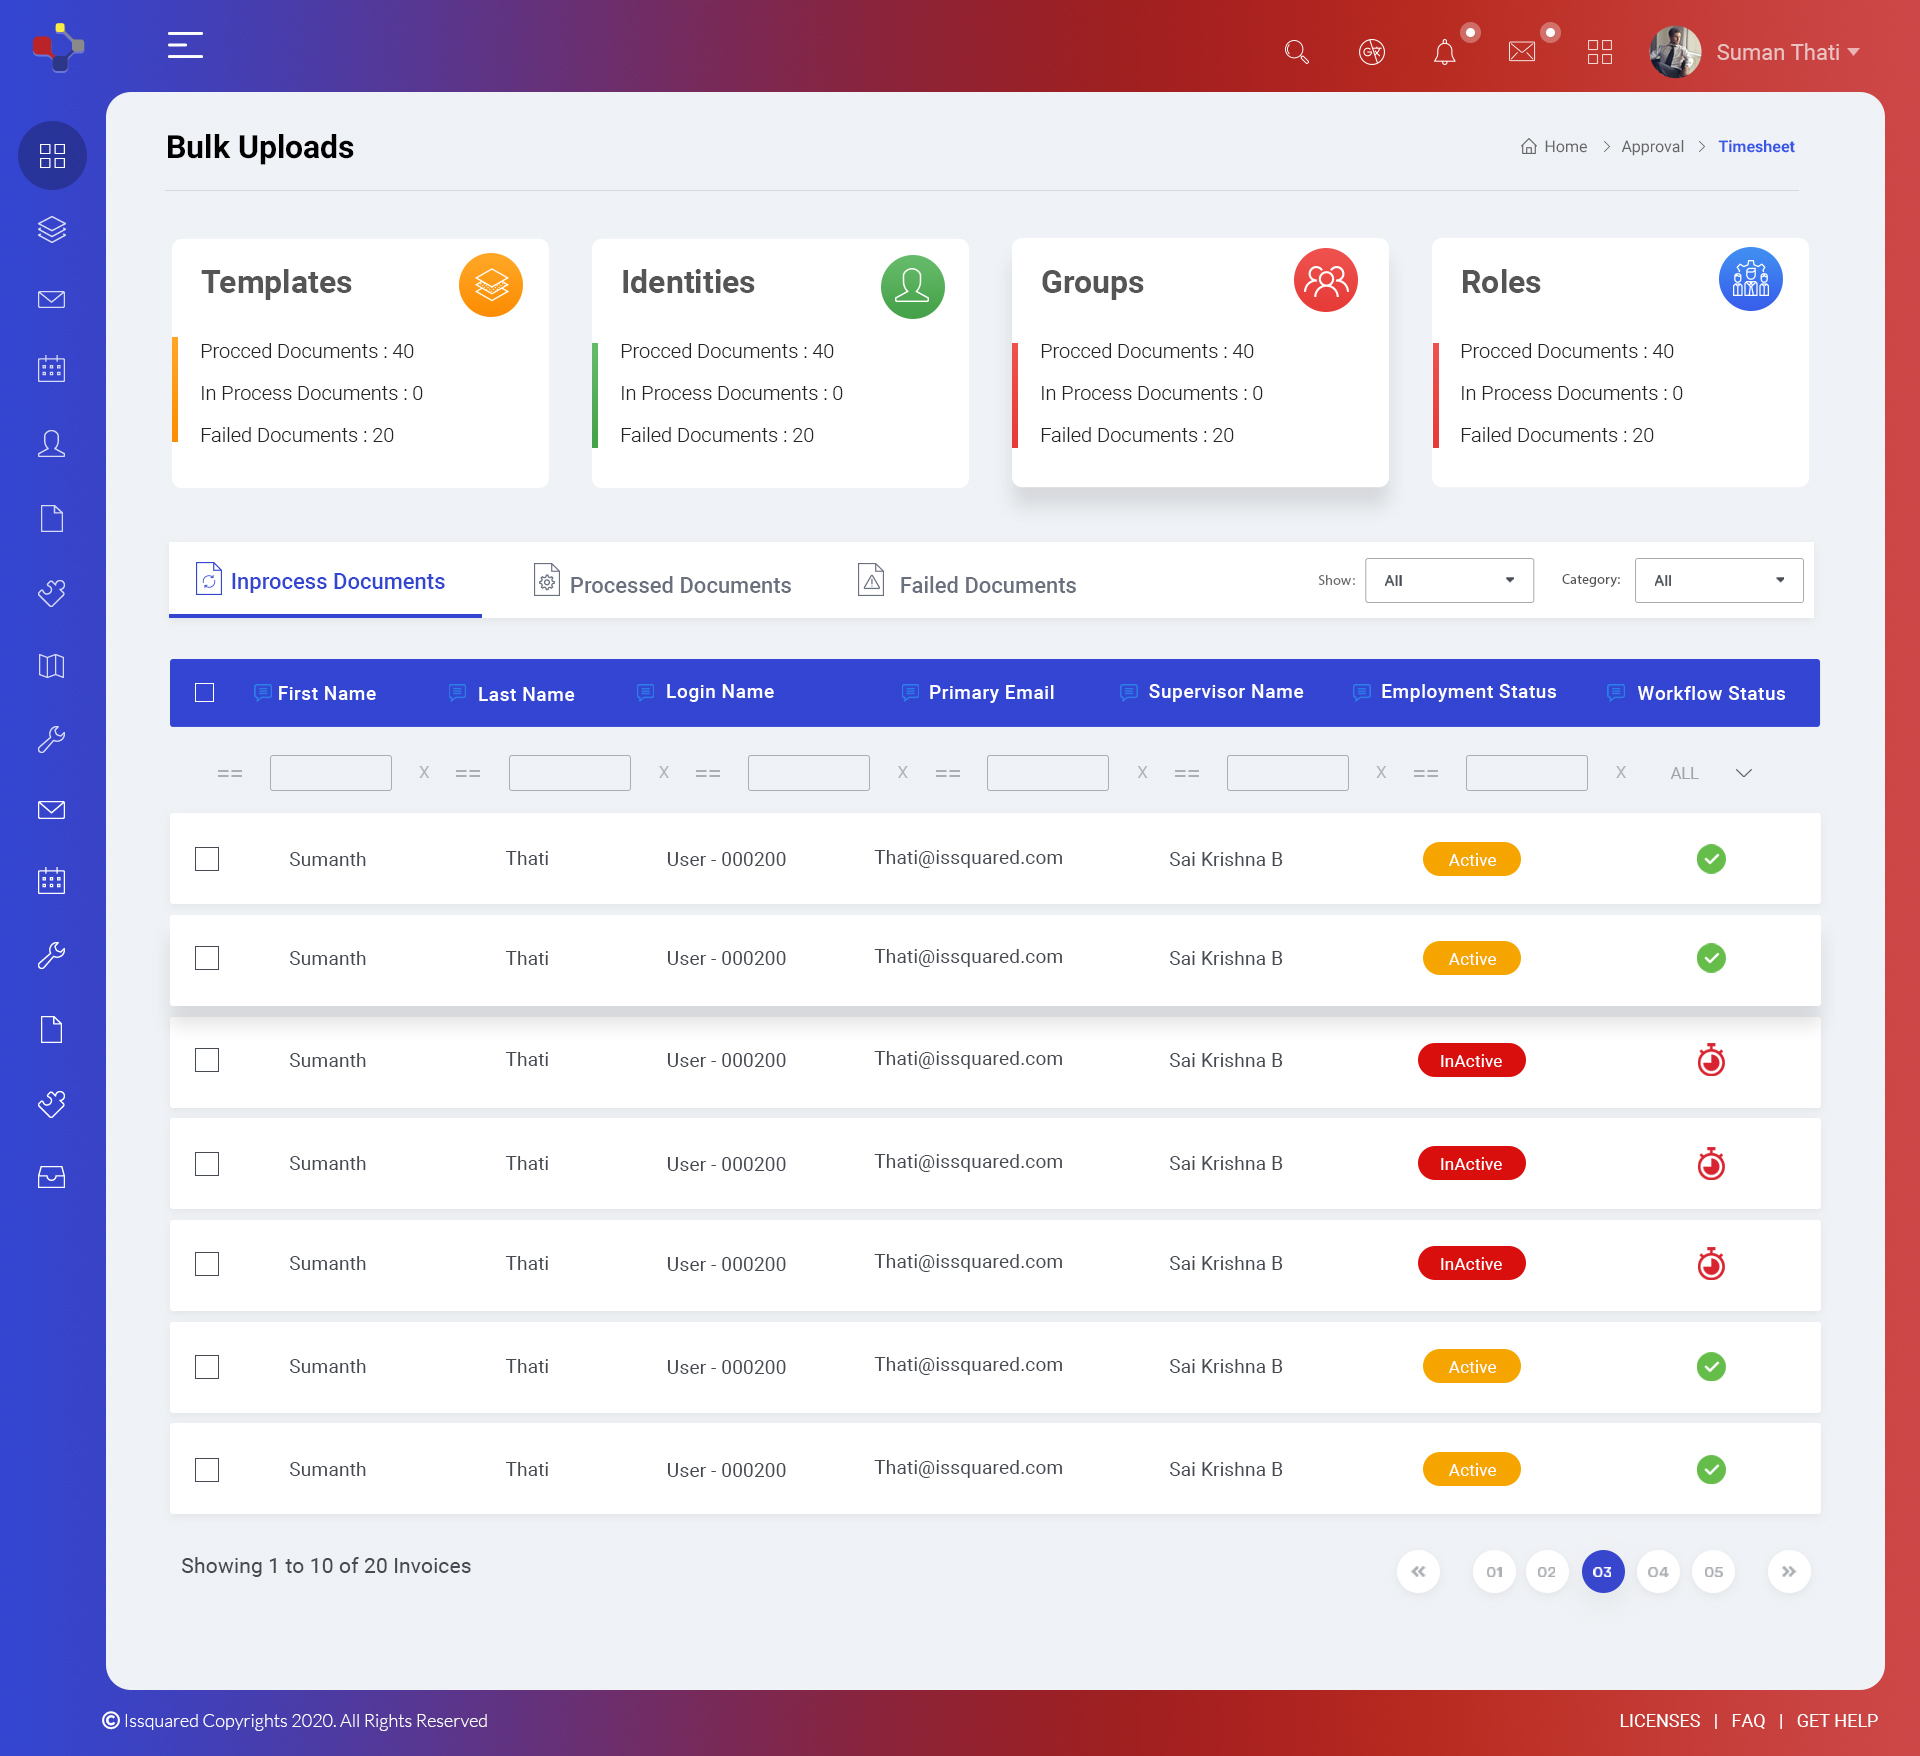 Suman Thati
Bulk Uploads
Home > Approval > Timesheet
Templates
Procced Documents : 40
In Process Documents : 0
Failed Documents : 20
Identities
Procced Documents : 40
In Process Documents : 0
Failed Documents : 20
Groups
Procced Documents : 40
In Process Documents : 0
Failed Documents : 20
Roles
Procced Documents : 40
In Process Documents : 0
Failed Documents : 20
Inprocess Documents Processed Documents Failed Documents Show: All Category: All
First Name Last Name Login Name Primary Email Supervisor Name Employment Status Workflow Status
== X == X == X == X == X == X ALL
Sumanth Thati User - 000200 Thati@issquared.com Sai Krishna B Active
Sumanth Thati User - 000200 Thati@issquared.com Sai Krishna B Active
Sumanth Thati User - 000200 Thati@issquared.com Sai Krishna B InActive
Sumanth Thati User - 000200 Thati@issquared.com Sai Krishna B InActive
Sumanth Thati User - 000200 Thati@issquared.com Sai Krishna B InActive
Sumanth Thati User - 000200 Thati@issquared.com Sai Krishna B Active
Sumanth Thati User - 000200 Thati@issquared.com Sai Krishna B Active
Showing 1 to 10 of 20 Invoices « 01 02 03 04 05 »
© Issquared Copyrights 2020. All Rights Reserved LICENSES | FAQ | GET HELP